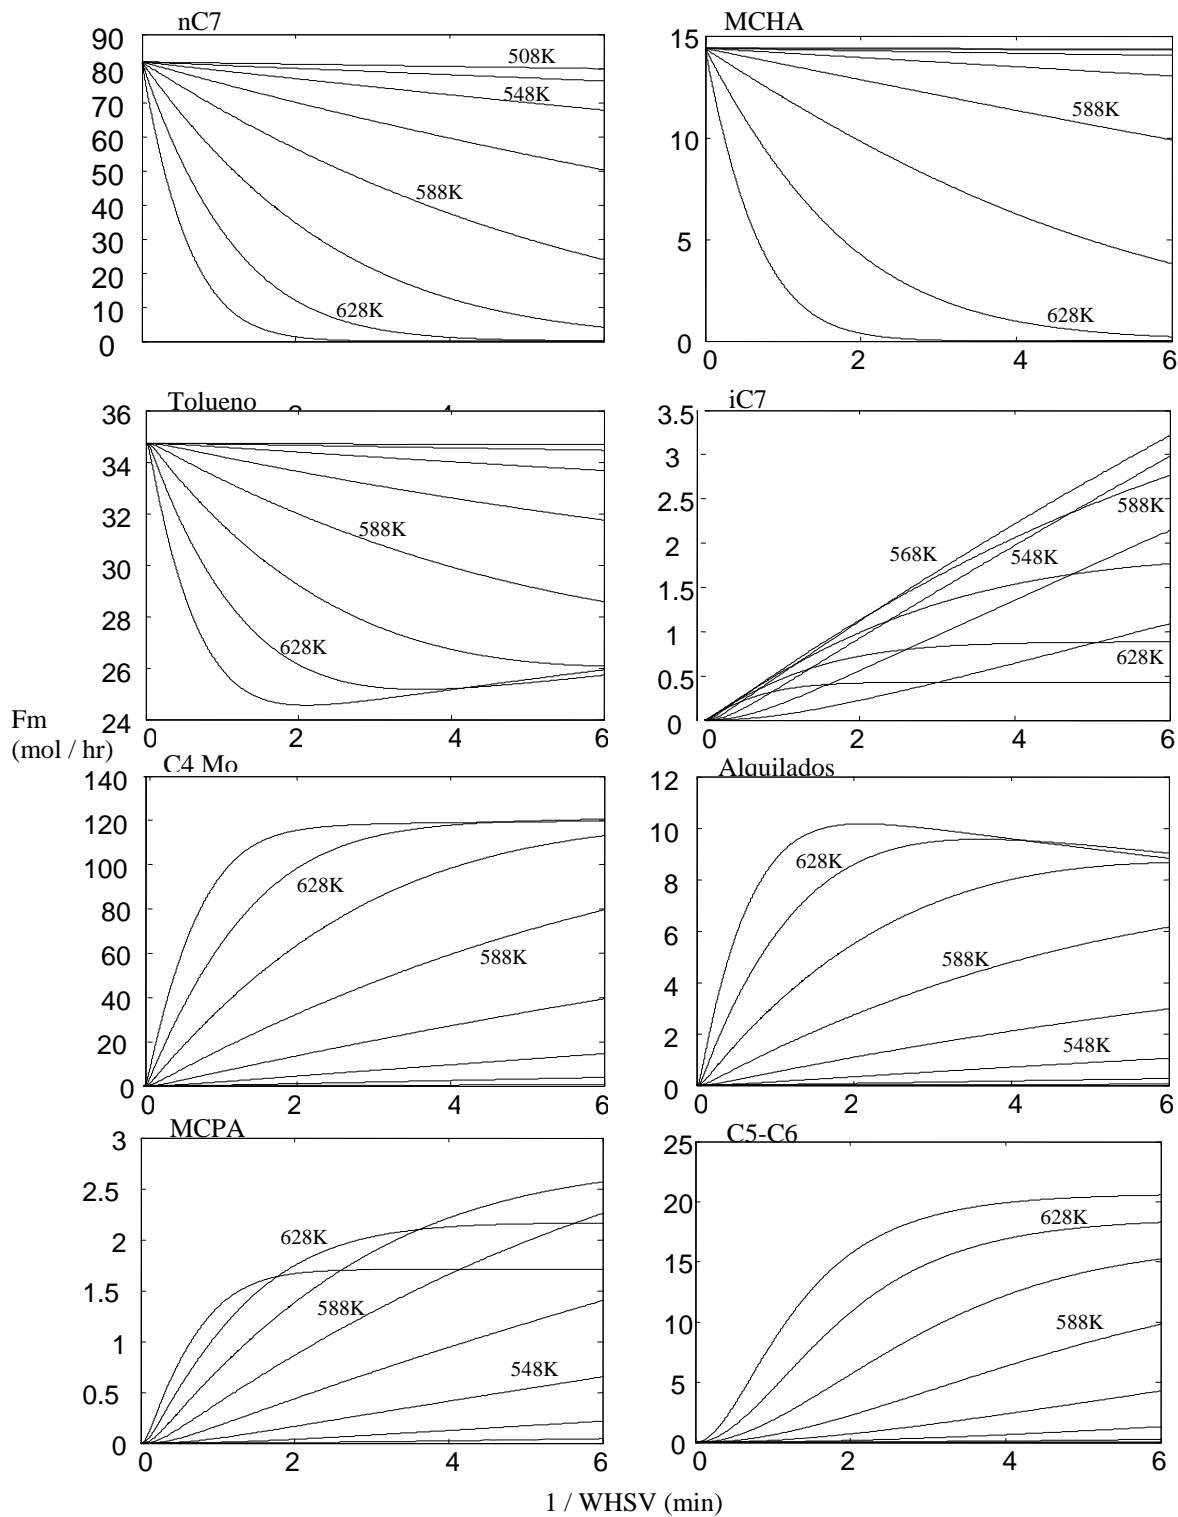 nC7
90
80
70
60
50
40
30
20
10
0
508K
548K
588K
628K
MCHA
15
10
5
0
588K
628K
0 2 4 6
Tolueno
36
34
32
30
28
26
24
588K
628K
0 2 4 6
iC7
3.5
3
2.5
2
1.5
1
0.5
0
568K
548K
588K
628K
0 2 4 6
Fm
(mol / hr)
C4 Mo
140
120
100
80
60
40
20
0
628K
588K
0 2 4 6
Alquilados
12
10
8
6
4
2
0
628K
588K
548K
0 2 4 6
MCPA
3
2.5
2
1.5
1
0.5
0
628K
588K
548K
0 2 4 6
C5-C6
25
20
15
10
5
0
628K
588K
0 2 4 6
1 / WHSV (min)